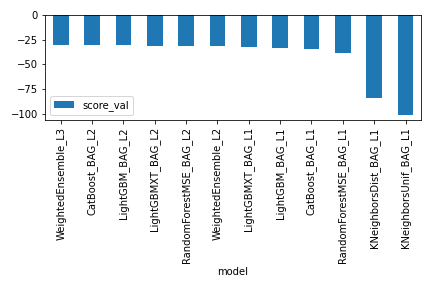 0
−25
−50
−75
−100
score_val
WeightedEnsemble_L3
CatBoost_BAG_L2
LightGBM_BAG_L2
LightGBMXT_BAG_L2
RandomForestMSE_BAG_L2
WeightedEnsemble_L2
LightGBMXT_BAG_L1
LightGBM_BAG_L1
CatBoost_BAG_L1
RandomForestMSE_BAG_L1
KNeighborsDist_BAG_L1
KNeighborsUnif_BAG_L1
model